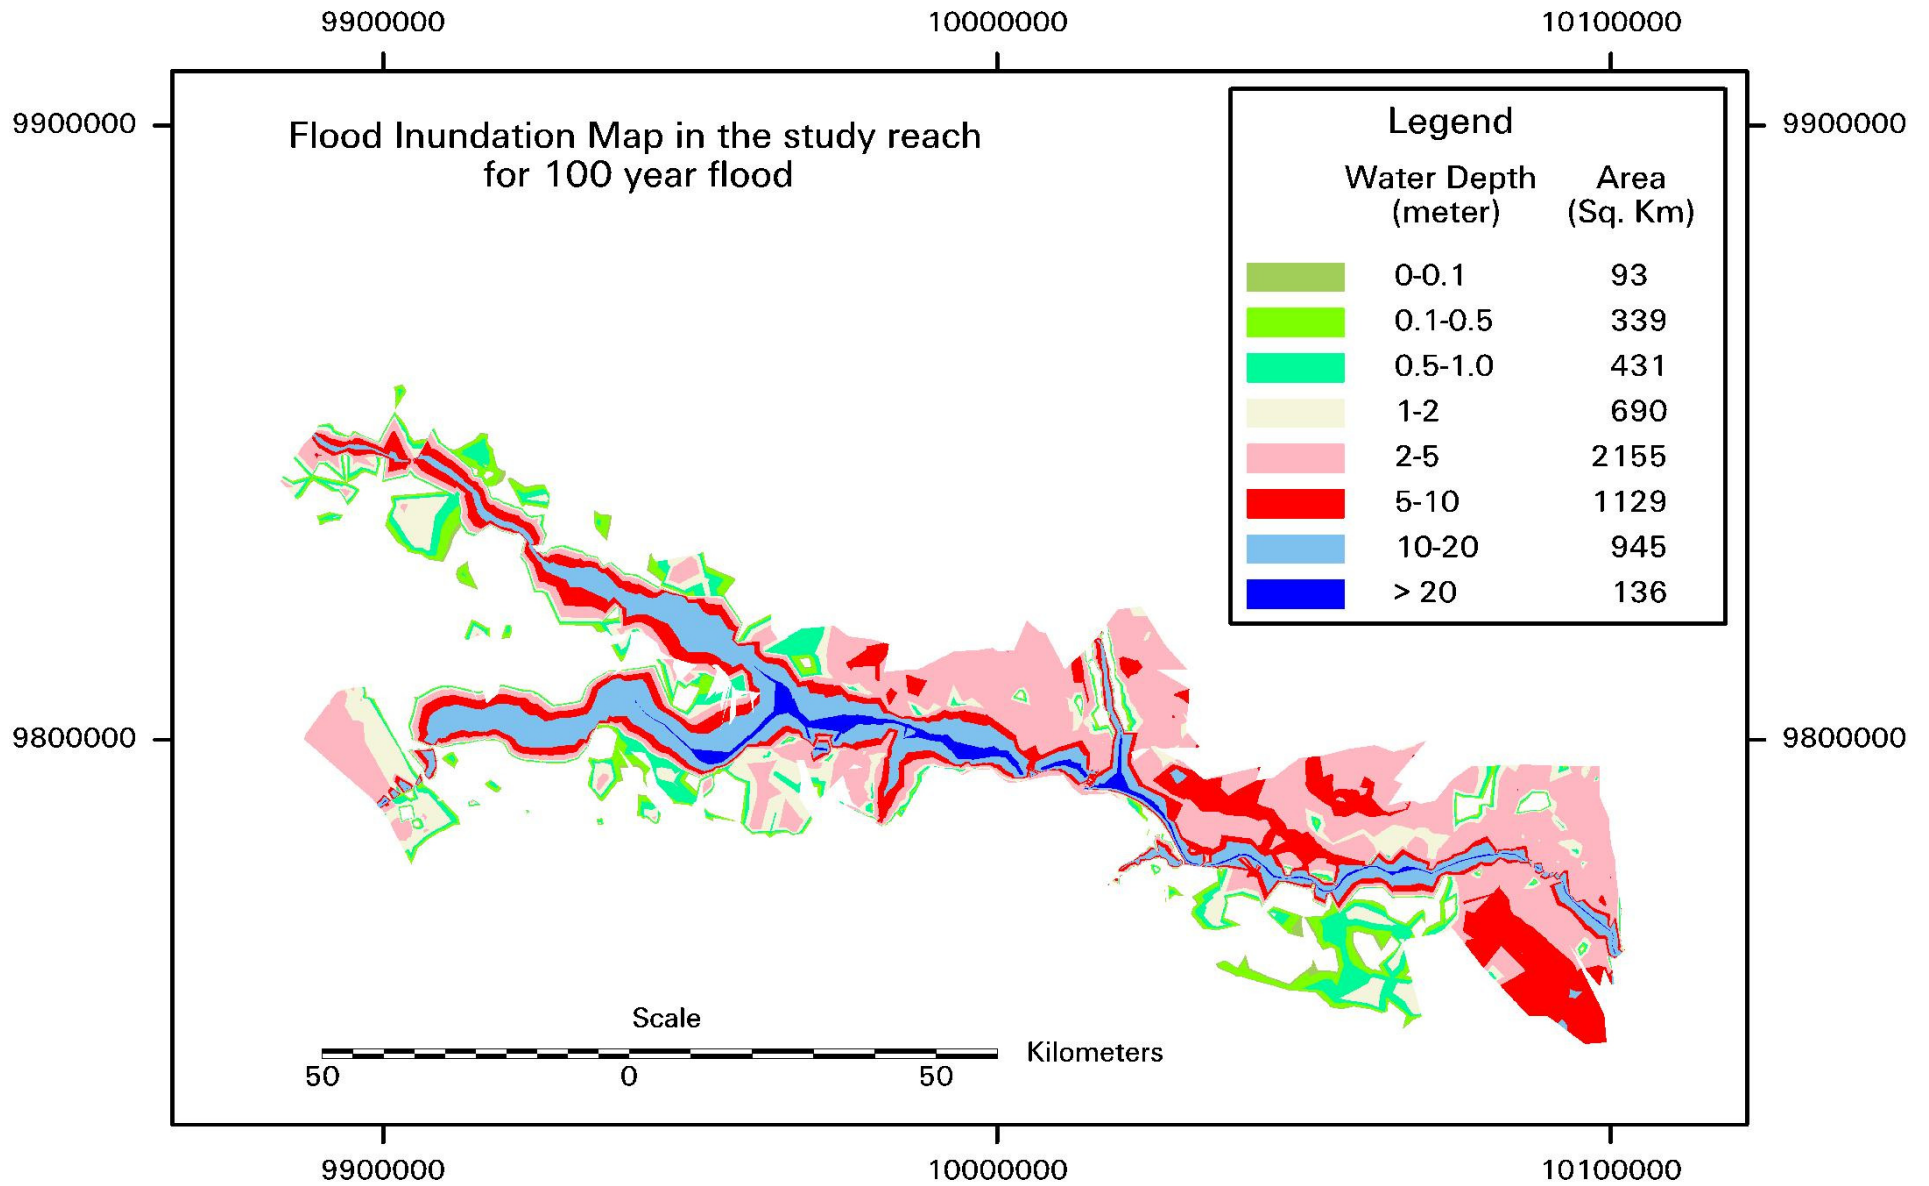 9900000 10000000 10100000
9900000 9900000
Flood Inundation Map in the study reach
for 100 year flood
Legend
Water Depth Area
(meter) (Sq. Km)
0-0.1 93
0.1-0.5 339
0.5-1.0 431
1-2 690
2-5 2155
5-10 1129
10-20 945
> 20 136
9800000 9800000
Scale
Kilometers
50 0 50
9900000 10000000 10100000